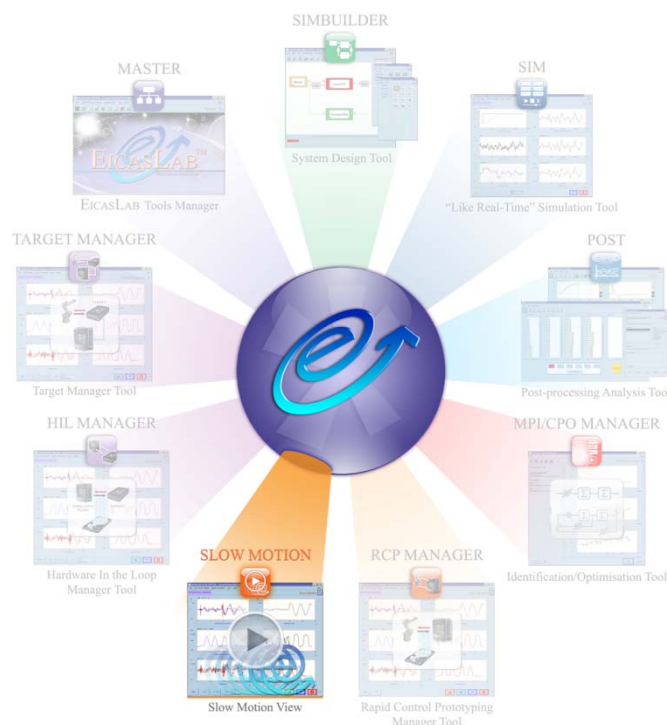 SIMBUILDER
System Design Tool
MASTER
EICASLAB™
EICASLAB Tools Manager
SIM
"Like Real-Time" Simulation Tool
TARGET MANAGER
Target Manager Tool
POST
Post-processing Analysis Tool
HIL MANAGER
Hardware In the Loop
Manager Tool
MPI/CPO MANAGER
Identification/Optimisation Tool
SLOW MOTION
Slow Motion View
RCP MANAGER
Rapid Control Prototyping
Manager Tool